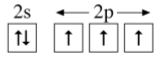 2s ← 2p →
↑↓ ↑ ↑ ↑